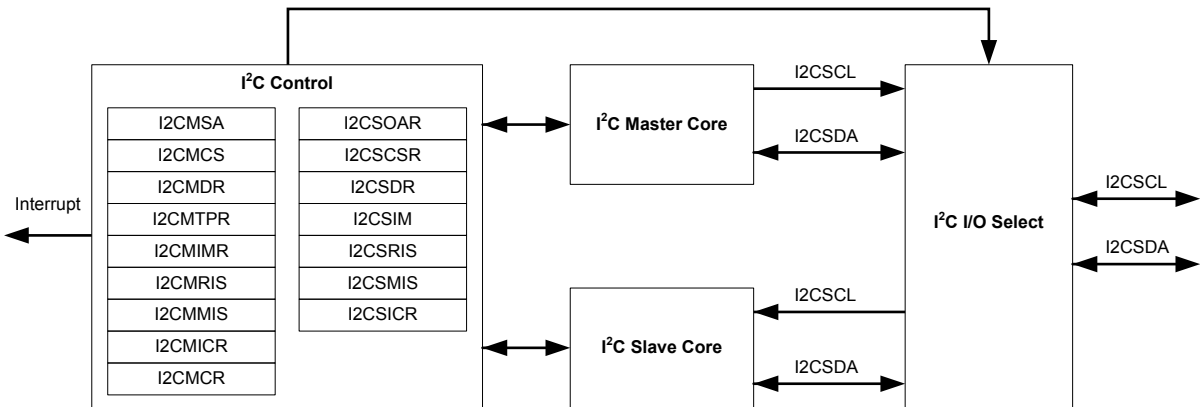 I²C Control
I2CMSA
I2CMCS
I2CMDR
I2CMTPR
I2CMIMR
I2CMRIS
I2CMMIS
I2CMICR
I2CMCR
I2CSOAR
I2CSCSR
I2CSDR
I2CSIM
I2CSRIS
I2CSMIS
I2CSICR
Interrupt
I²C Master Core
I2CSCL
I2CSDA
I²C Slave Core
I2CSCL
I2CSDA
I²C I/O Select
I2CSCL
I2CSDA